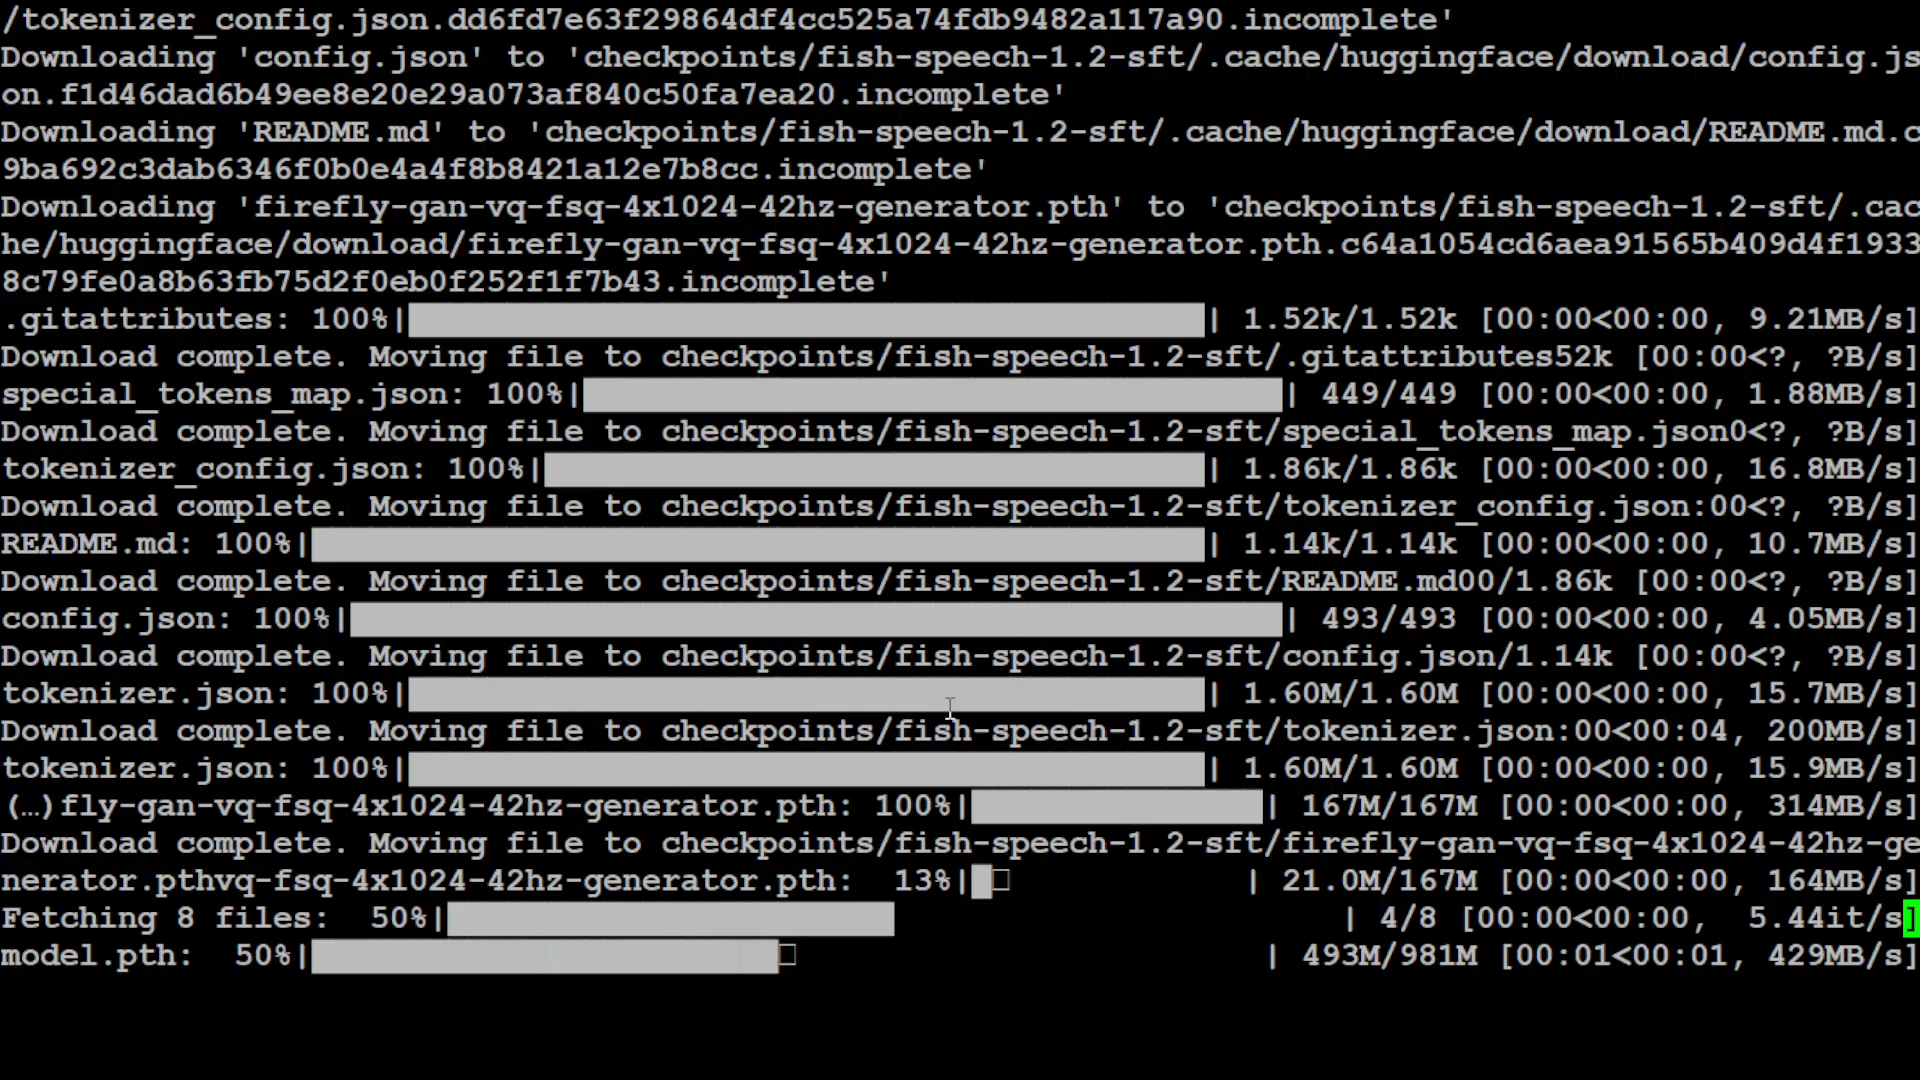 /tokenizer_config.json.dd6fd7e63f29864df4cc525a74fdb9482a117a90.incomplete'
Downloading 'config.json' to 'checkpoints/fish-speech-1.2-sft/.cache/huggingface/download/config.js
on.f1d46dad6b49ee8e20e29a073af840c50fa7ea20.incomplete'
Downloading 'README.md' to 'checkpoints/fish-speech-1.2-sft/.cache/huggingface/download/README.md.c
9ba692c3dab6346f0b0e4a4f8b8421a12e7b8cc.incomplete'
Downloading 'firefly-gan-vq-fsq-4x1024-42hz-generator.pth' to 'checkpoints/fish-speech-1.2-sft/.cac
he/huggingface/download/firefly-gan-vq-fsq-4x1024-42hz-generator.pth.c64a1054cd6aea91565b409d4f1933
8c79fe0a8b63fb75d2f0eb0f252f1f7b43.incomplete'
.gitattributes: 100%| | 1.52k/1.52k [00:00<00:00, 9.21MB/s]
Download complete. Moving file to checkpoints/fish-speech-1.2-sft/.gitattributes52k [00:00<?, ?B/s]
special_tokens_map.json: 100%| | 449/449 [00:00<00:00, 1.88MB/s]
Download complete. Moving file to checkpoints/fish-speech-1.2-sft/special_tokens_map.json0<?, ?B/s]
tokenizer_config.json: 100%| | 1.86k/1.86k [00:00<00:00, 16.8MB/s]
Download complete. Moving file to checkpoints/fish-speech-1.2-sft/tokenizer_config.json:00<?, ?B/s]
README.md: 100%| | 1.14k/1.14k [00:00<00:00, 10.7MB/s]
Download complete. Moving file to checkpoints/fish-speech-1.2-sft/README.md00/1.86k [00:00<?, ?B/s]
config.json: 100%| | 493/493 [00:00<00:00, 4.05MB/s]
Download complete. Moving file to checkpoints/fish-speech-1.2-sft/config.json/1.14k [00:00<?, ?B/s]
tokenizer.json: 100%| | 1.60M/1.60M [00:00<00:00, 15.7MB/s]
Download complete. Moving file to checkpoints/fish-speech-1.2-sft/tokenizer.json:00<00:04, 200MB/s]
tokenizer.json: 100%| | 1.60M/1.60M [00:00<00:00, 15.9MB/s]
(…)fly-gan-vq-fsq-4x1024-42hz-generator.pth: 100%| | 167M/167M [00:00<00:00, 314MB/s]
Download complete. Moving file to checkpoints/fish-speech-1.2-sft/firefly-gan-vq-fsq-4x1024-42hz-ge
nerator.pthvq-fsq-4x1024-42hz-generator.pth: 13%| | 21.0M/167M [00:00<00:00, 164MB/s]
Fetching 8 files: 50%| | 4/8 [00:00<00:00, 5.44it/s]
model.pth: 50%| | 493M/981M [00:01<00:01, 429MB/s]